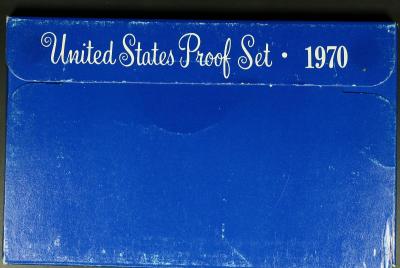 United States Proof Set · 1970